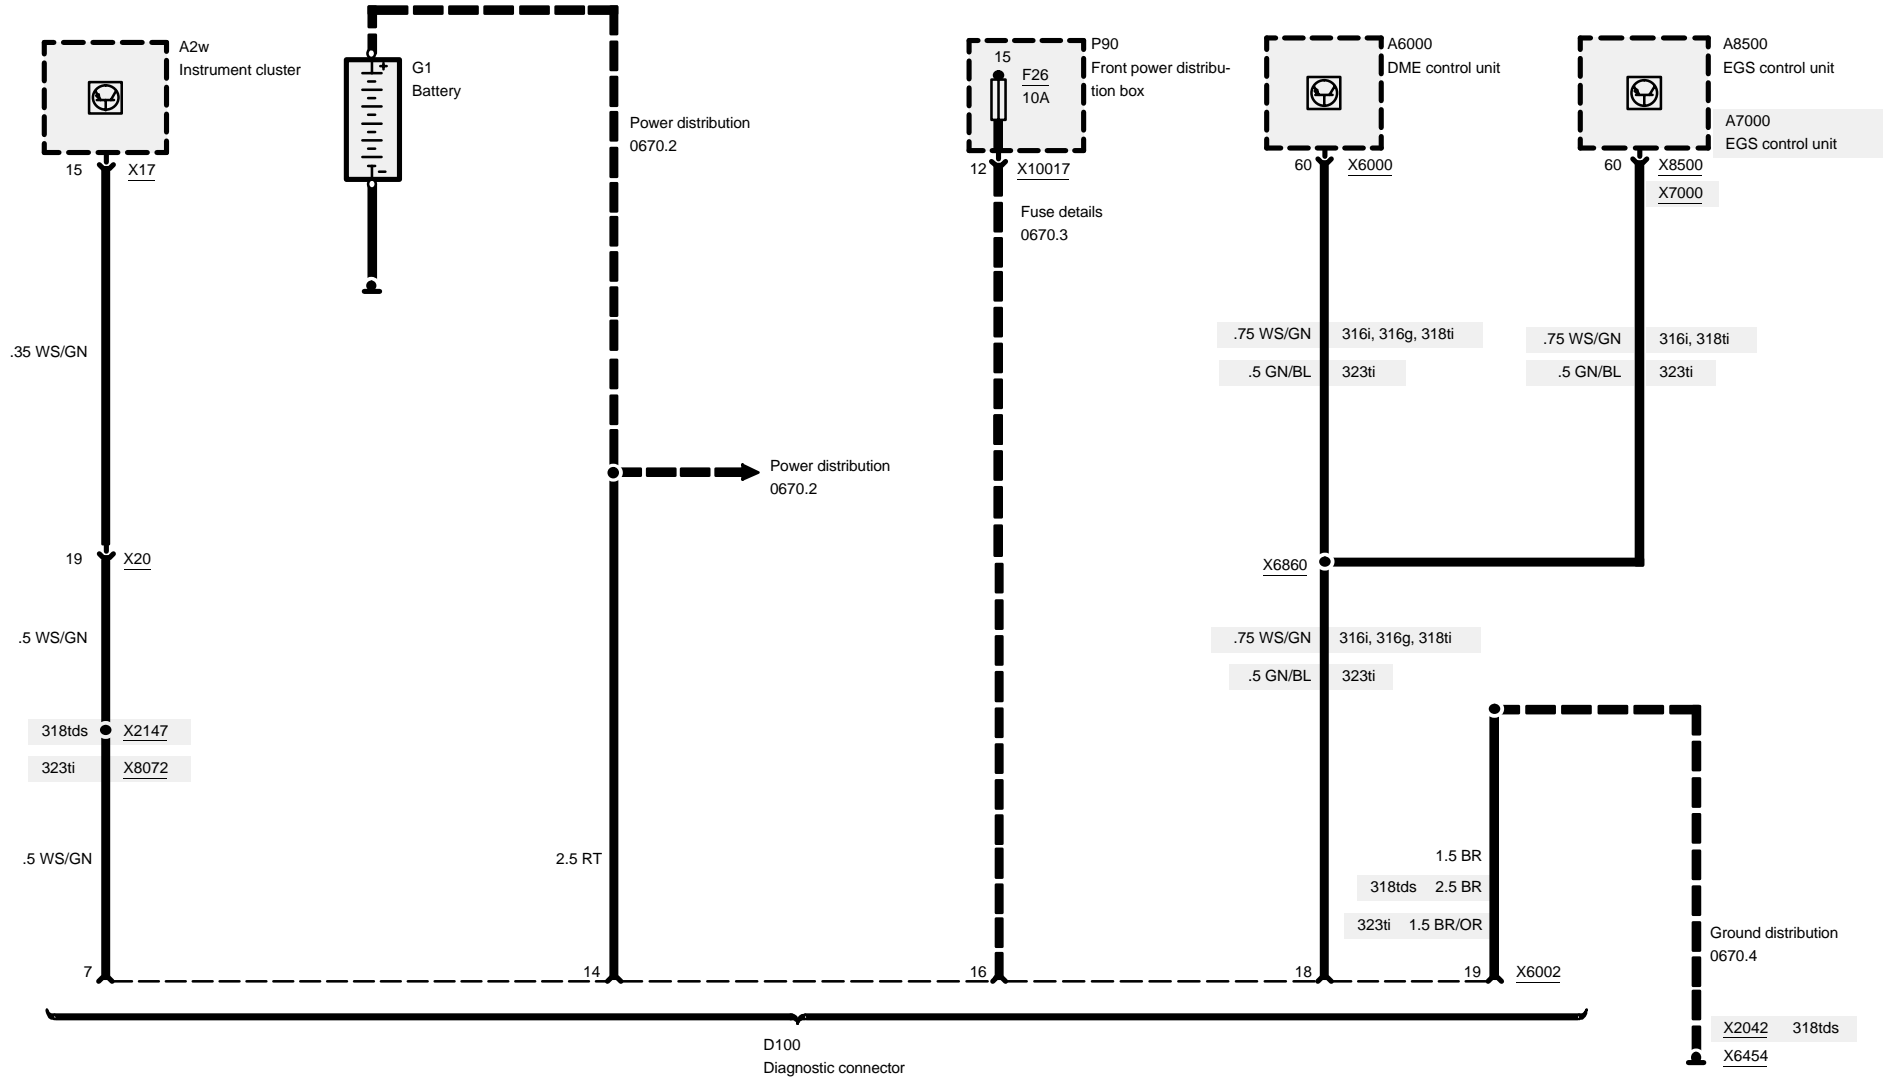 A2w
Instrument cluster
G1
Battery
+
-
Power distribution
0670.2
15
F26
10A
P90
Front power distribu-
tion box
A6000
DME control unit
A8500
EGS control unit
A7000
EGS control unit
15 X17
12 X10017
60 X6000
60 X8500
X7000
Fuse details
0670.3
.35 WS/GN
.75 WS/GN 316i, 316g, 318ti
.5 GN/BL 323ti
.75 WS/GN 316i, 318ti
.5 GN/BL 323ti
Power distribution
0670.2
19 X20
X6860
.5 WS/GN
.75 WS/GN 316i, 316g, 318ti
.5 GN/BL 323ti
318tds X2147
323ti X8072
.5 WS/GN
2.5 RT
1.5 BR
318tds 2.5 BR
323ti 1.5 BR/OR
Ground distribution
0670.4
7
14
16
18
19 X6002
X2042 318tds
X6454
D100
Diagnostic connector